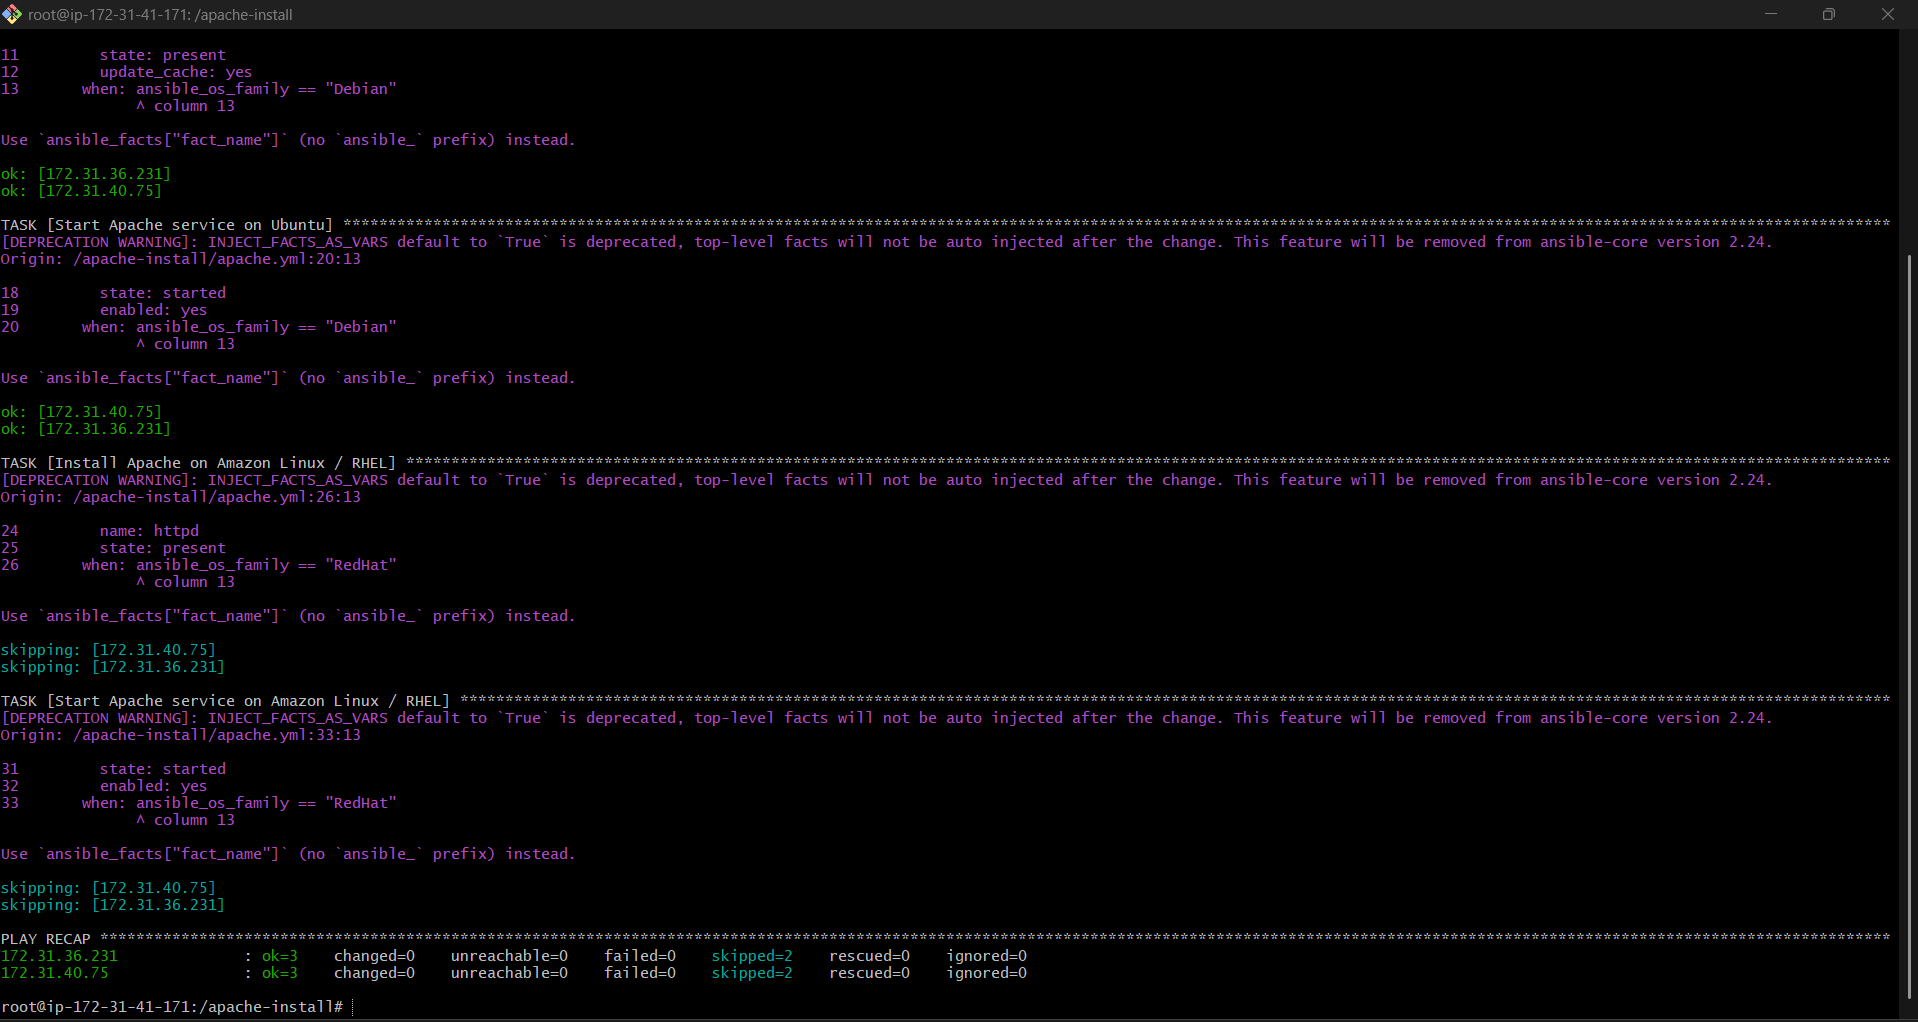 root@ip-172-31-41-171: /apache-install
11         state: present
12         update_cache: yes
13       when: ansible_os_family == "Debian"
               ^ column 13
Use `ansible_facts["fact_name"]` (no `ansible_` prefix) instead.
ok: [172.31.36.231]
ok: [172.31.40.75]
TASK [Start Apache service on Ubuntu] ****************************************************************************************************************************************************************************
[DEPRECATION WARNING]: INJECT_FACTS_AS_VARS default to `True` is deprecated, top-level facts will not be auto injected after the change. This feature will be removed from ansible-core version 2.24.
Origin: /apache-install/apache.yml:20:13
18         state: started
19         enabled: yes
20       when: ansible_os_family == "Debian"
               ^ column 13
Use `ansible_facts["fact_name"]` (no `ansible_` prefix) instead.
ok: [172.31.40.75]
ok: [172.31.36.231]
TASK [Install Apache on Amazon Linux / RHEL] *********************************************************************************************************************************************************************
[DEPRECATION WARNING]: INJECT_FACTS_AS_VARS default to `True` is deprecated, top-level facts will not be auto injected after the change. This feature will be removed from ansible-core version 2.24.
Origin: /apache-install/apache.yml:26:13
24         name: httpd
25         state: present
26       when: ansible_os_family == "RedHat"
               ^ column 13
Use `ansible_facts["fact_name"]` (no `ansible_` prefix) instead.
skipping: [172.31.40.75]
skipping: [172.31.36.231]
TASK [Start Apache service on Amazon Linux / RHEL] ***************************************************************************************************************************************************************
[DEPRECATION WARNING]: INJECT_FACTS_AS_VARS default to `True` is deprecated, top-level facts will not be auto injected after the change. This feature will be removed from ansible-core version 2.24.
Origin: /apache-install/apache.yml:33:13
31         state: started
32         enabled: yes
33       when: ansible_os_family == "RedHat"
               ^ column 13
Use `ansible_facts["fact_name"]` (no `ansible_` prefix) instead.
skipping: [172.31.40.75]
skipping: [172.31.36.231]
PLAY RECAP *******************************************************************************************************************************************************************************************************
172.31.36.231              : ok=3    changed=0    unreachable=0    failed=0    skipped=2    rescued=0    ignored=0
172.31.40.75               : ok=3    changed=0    unreachable=0    failed=0    skipped=2    rescued=0    ignored=0
root@ip-172-31-41-171:/apache-install#